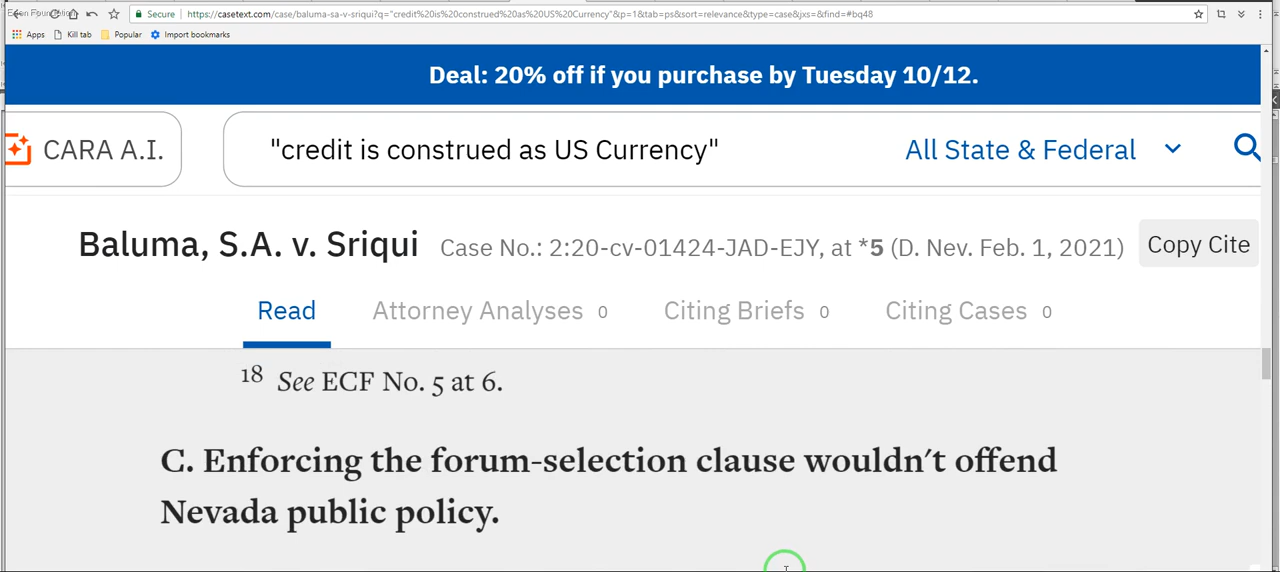 Secure https://casetext.com/case/baluma-sa-v-sriqui?q="credit%20is%20construed%20as%20US%20Currency"&p=1&tab=ps&sort=relevance&type=case&jxs=&find=#bq48
Apps Kill tab Popular Import bookmarks
Deal: 20% off if you purchase by Tuesday 10/12.
CARA A.I. "credit is construed as US Currency" All State & Federal
Baluma, S.A. v. Sriqui Case No.: 2:20-cv-01424-JAD-EJY, at *5 (D. Nev. Feb. 1, 2021) Copy Cite
Read Attorney Analyses 0 Citing Briefs 0 Citing Cases 0
18 See ECF No. 5 at 6.
C. Enforcing the forum-selection clause wouldn't offend
Nevada public policy.